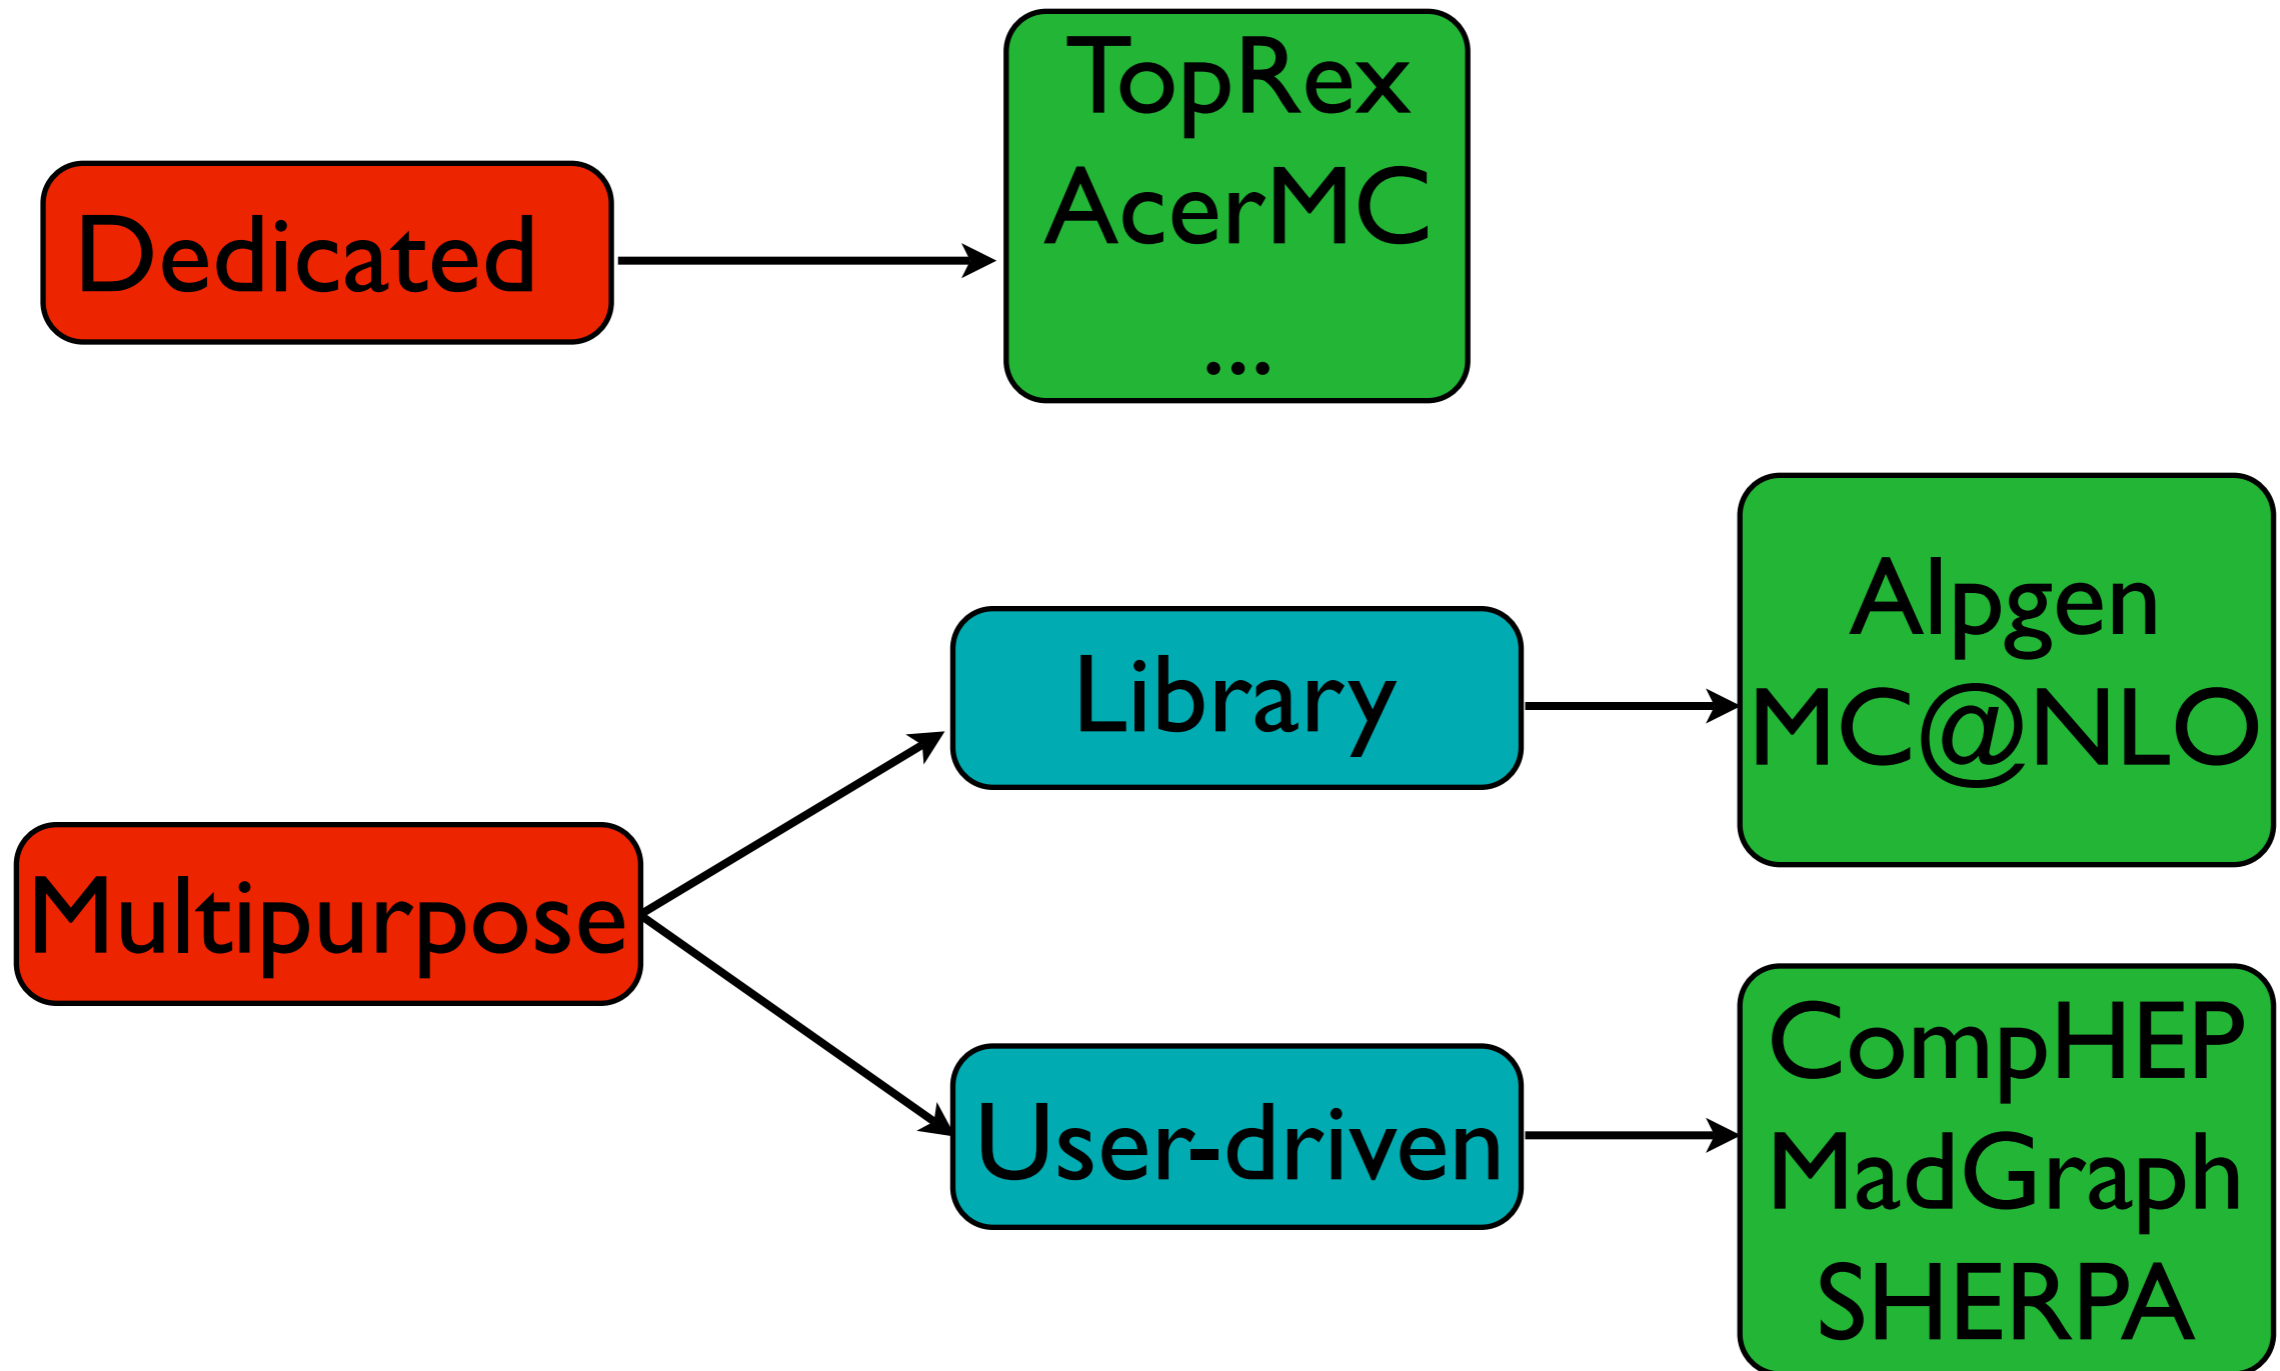 TopRex
AcerMC
Dedicated
...
Alpgen
Library
MC@NLO
Multipurpose
CompHEP
User-driven
MadGraph
SHERPA